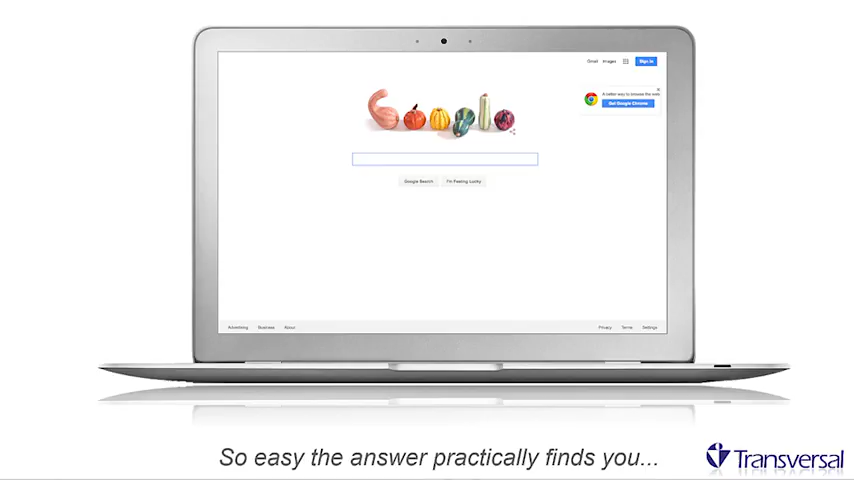 Gmail Images Sign in
A better way to browse the web
Get Google Chrome
Google Search I'm Feeling Lucky
Advertising Business About Privacy Terms Settings
So easy the answer practically finds you...
Transversal